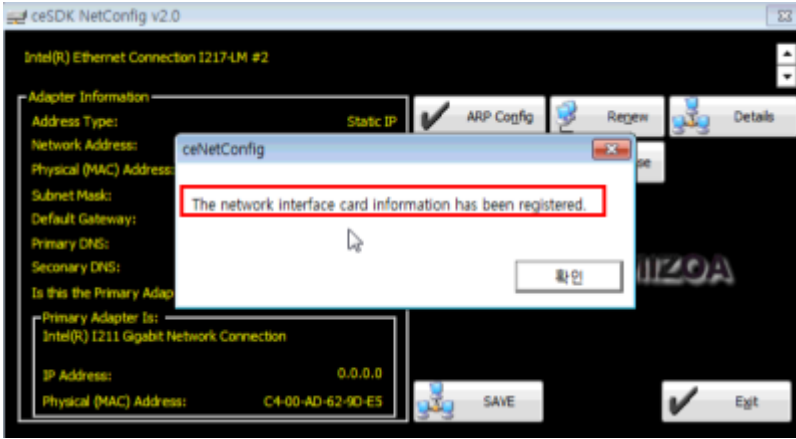 ceSDK NetConfig v2.0
Intel(R) Ethernet Connection I217-LM #2
Adapter Information
Address Type: Static IP
ARP Config
Renew
Details
Network Address:
Physical (MAC) Address:
Subnet Mask:
Default Gateway:
Primary DNS:
Seconary DNS:
Is this the Primary Adap
ceNetConfig
The network interface card information has been registered.
확인
se
IIZOA
Primary Adapter Is:
Intel(R) I211 Gigabit Network Connection
IP Address: 0.0.0.0
Physical (MAC) Address: C4-00-AD-62-9D-E5
SAVE
Exit